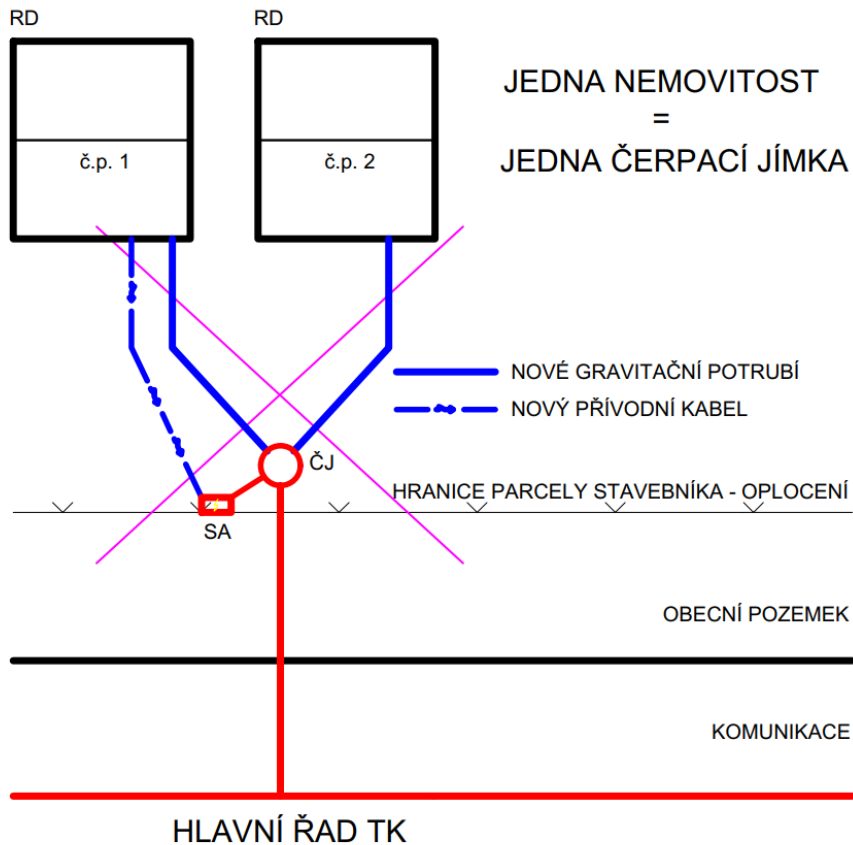 RD
RD
JEDNA NEMOVITOST
=
JEDNA ČERPACÍ JÍMKA
č.p. 1
č.p. 2
NOVÉ GRAVITAČNÍ POTRUBÍ
NOVÝ PŘÍVODNÍ KABEL
ČJ
HRANICE PARCELY STAVEBNÍKA - OPLOCENÍ
SA
OBECNÍ POZEMEK
KOMUNIKACE
HLAVNÍ ŘAD TK